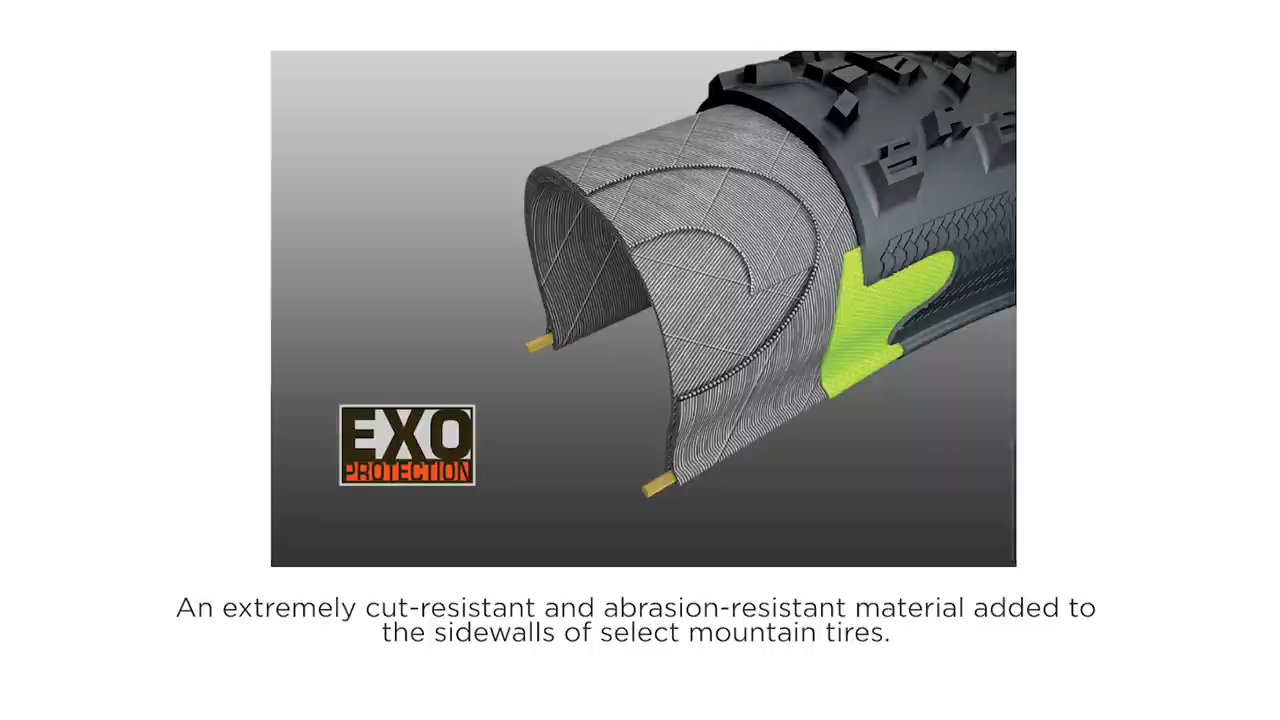 EXO
PROTECTION
An extremely cut-resistant and abrasion-resistant material added to
the sidewalls of select mountain tires.